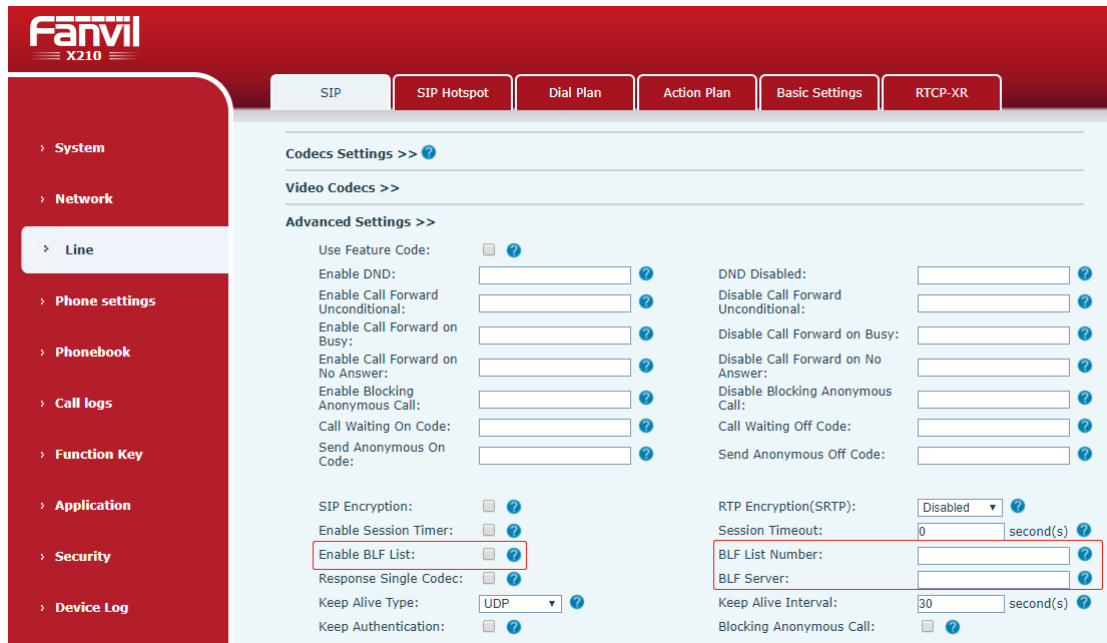 Fanvil
X210
SIP
SIP Hotspot
Dial Plan
Action Plan
Basic Settings
RTCP-XR
› System
› Network
› Line
› Phone settings
› Phonebook
› Call logs
› Function Key
› Application
› Security
› Device Log
Codecs Settings >> ?
Video Codecs >>
Advanced Settings >>
Use Feature Code: ?
Enable DND: ?
DND Disabled: ?
Enable Call Forward
Unconditional: ?
Disable Call Forward
Unconditional: ?
Enable Call Forward on
Busy: ?
Disable Call Forward on Busy: ?
Enable Call Forward on
No Answer: ?
Disable Call Forward on No
Answer: ?
Enable Blocking
Anonymous Call: ?
Disable Blocking Anonymous
Call: ?
Call Waiting On Code: ?
Call Waiting Off Code: ?
Send Anonymous On
Code: ?
Send Anonymous Off Code: ?
SIP Encryption: ?
RTP Encryption(SRTP): Disabled ?
Enable Session Timer: ?
Session Timeout: 0 second(s) ?
Enable BLF List: ?
BLF List Number: ?
Response Single Codec: ?
BLF Server: ?
Keep Alive Type: UDP ?
Keep Alive Interval: 30 second(s) ?
Keep Authentication: ?
Blocking Anonymous Call: ?